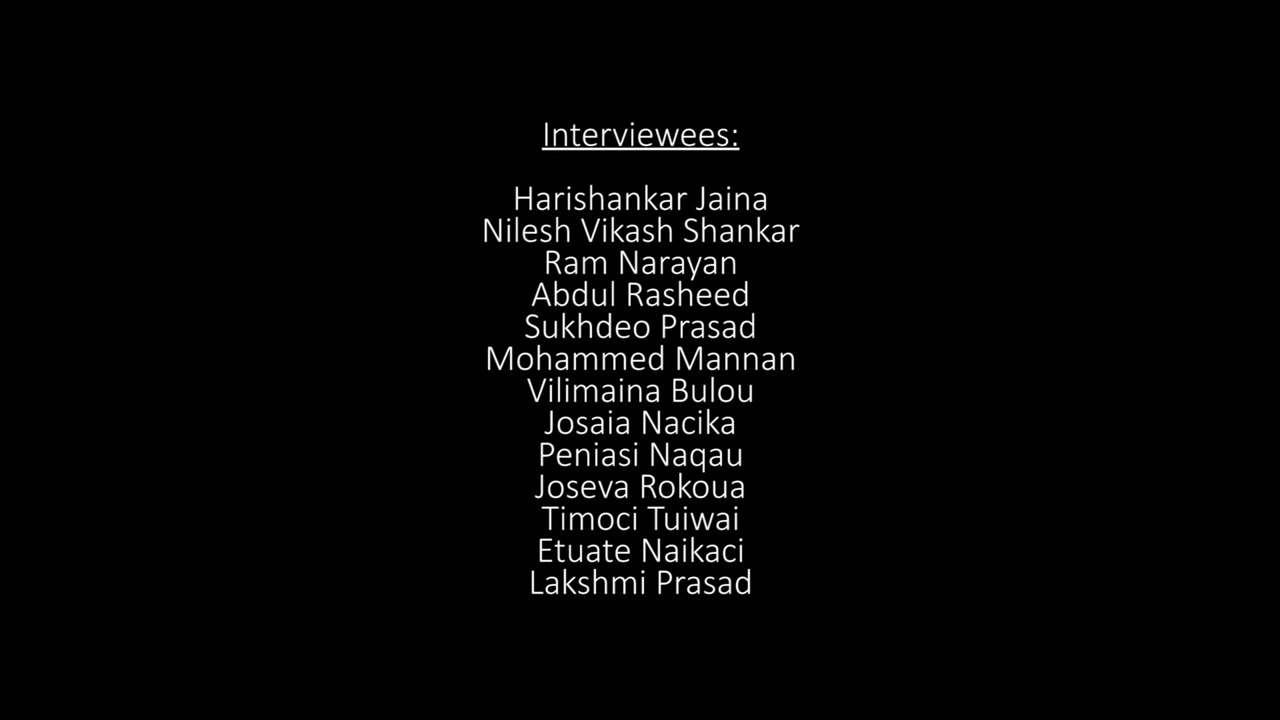 Interviewees:
Harishankar Jaina
Nilesh Vikash Shankar
Ram Narayan
Abdul Rasheed
Sukhdeo Prasad
Mohammed Mannan
Vilimaina Bulou
Josaia Nacika
Peniasi Naqau
Joseva Rokoua
Timoci Tuiwai
Etuate Naikaci
Lakshmi Prasad